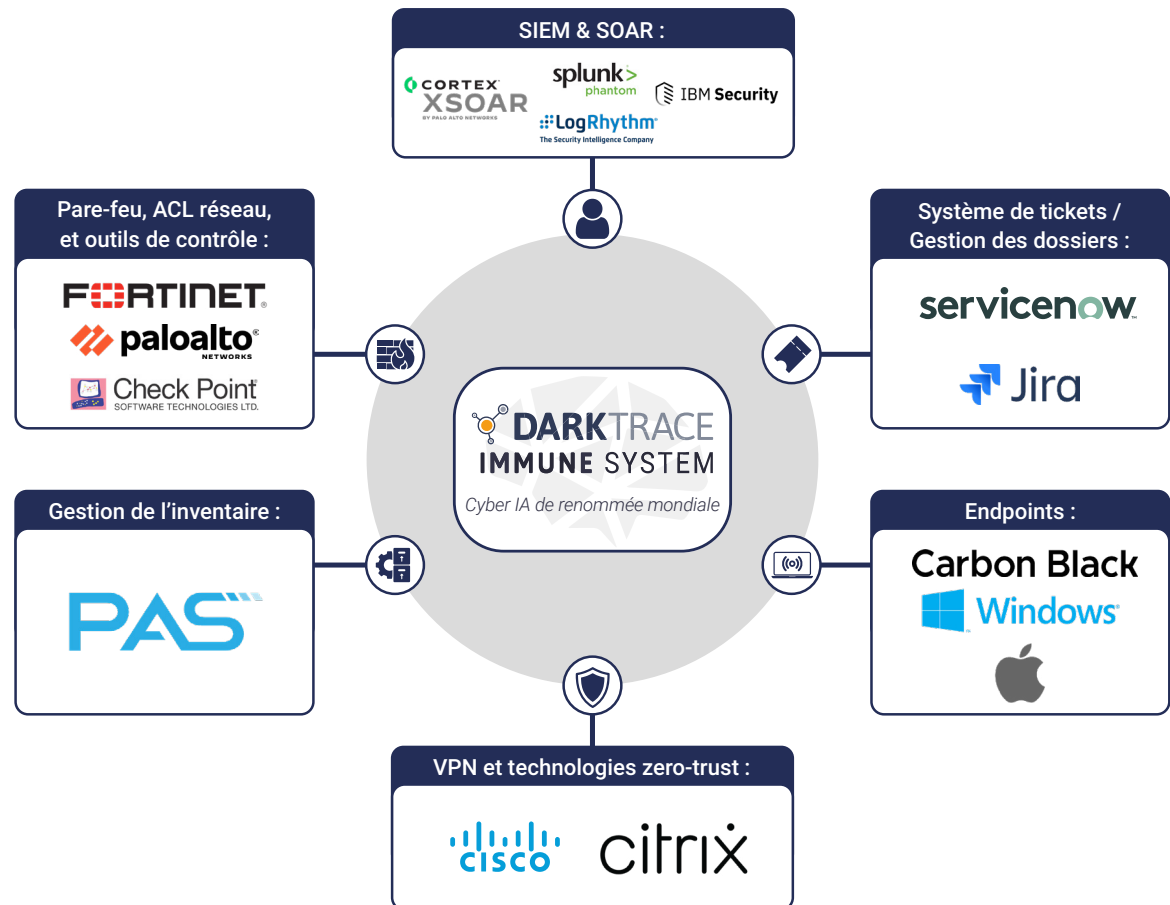 SIEM & SOAR :
CORTEX
XSOAR
BY PALO ALTO NETWORKS
splunk>
phantom
IBM Security
LogRhythm
The Security Intelligence Company
Pare-feu, ACL réseau,
et outils de contrôle :
FORTINET®
paloalto®
NETWORKS
Check Point
SOFTWARE TECHNOLOGIES LTD.
Système de tickets /
Gestion des dossiers :
servicenow™
Jira
DARKTRACE
IMMUNE SYSTEM
Cyber IA de renommée mondiale
Gestion de l’inventaire :
PAS
Endpoints :
Carbon Black
Windows
VPN et technologies zero-trust :
cisco
citrix